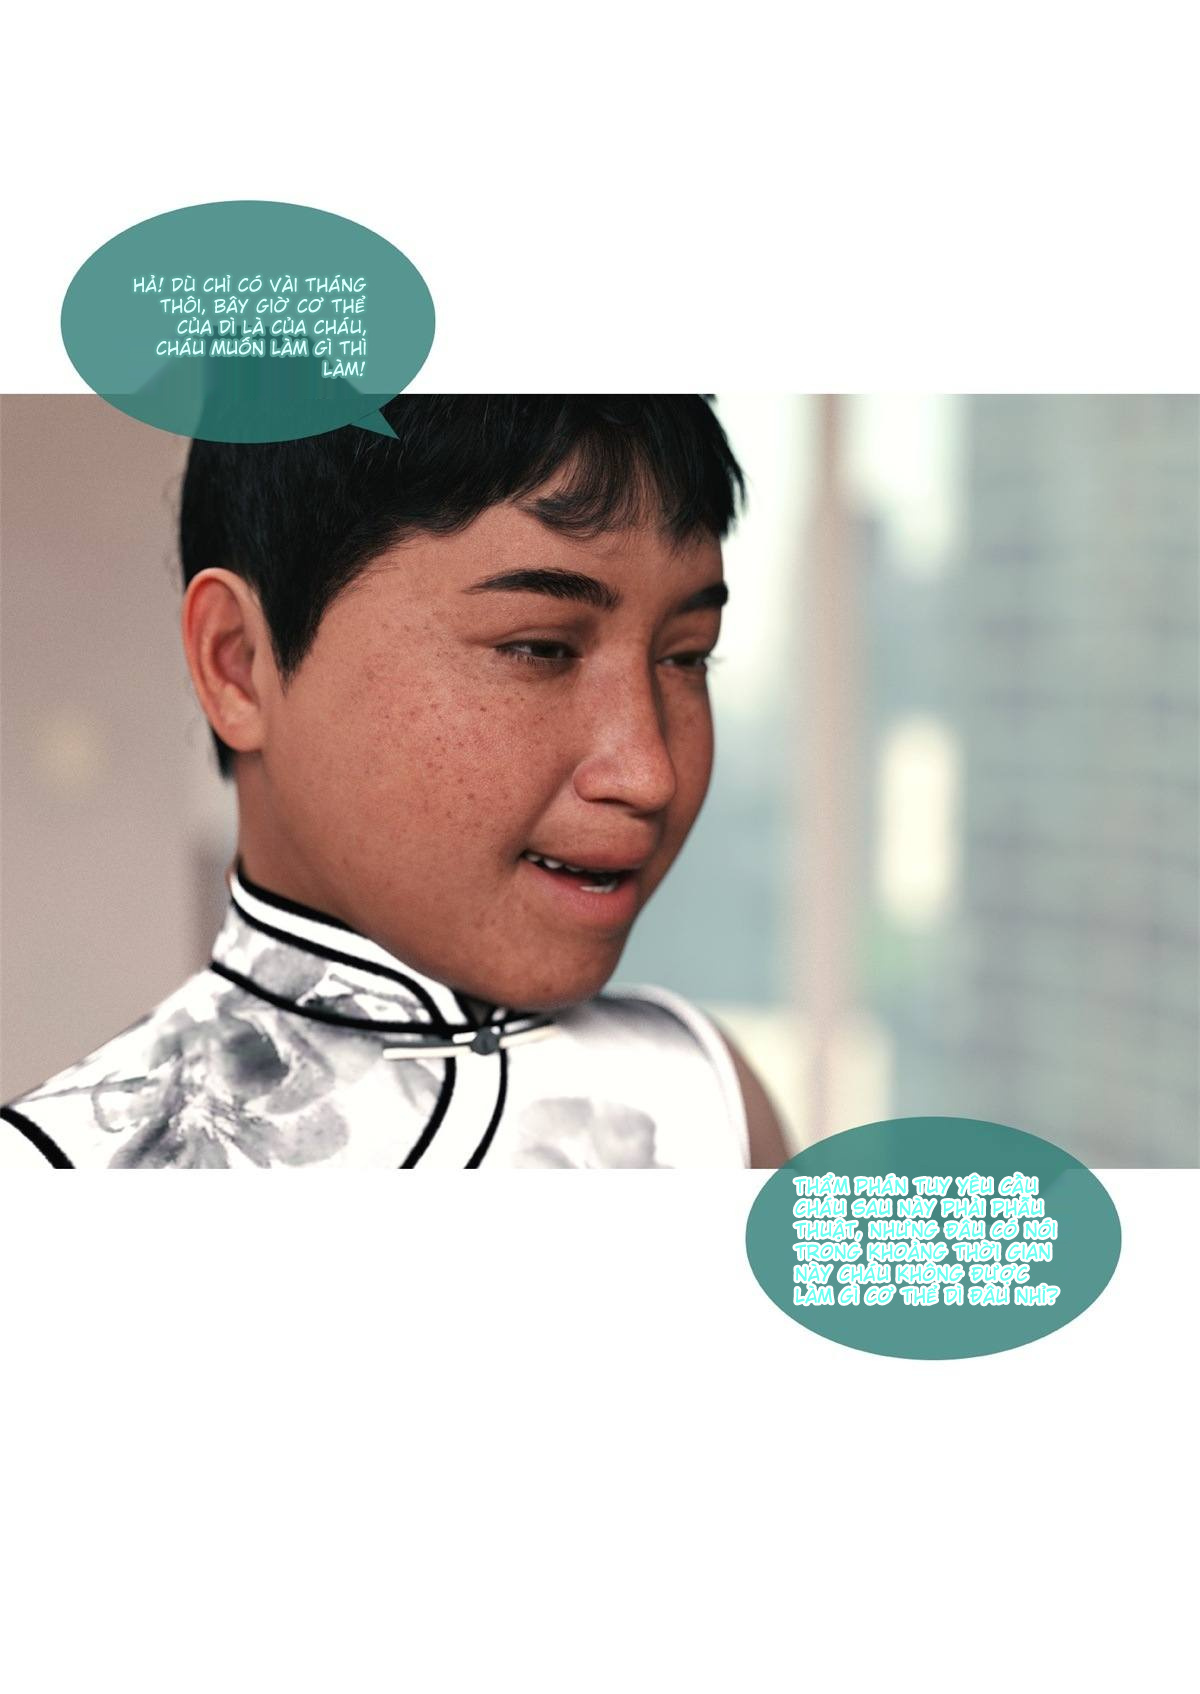 HẢ! DÙ CHỈ CÓ VÀI THÁNG
THÔI, BÂY GIỜ CƠ THỂ
CỦA DÌ LÀ CỦA CHÁU,
CHÁU MUỐN LÀM GÌ THÌ
LÀM!
THẨM PHÁN TUY YÊU CẦU
CHÁU SAU NÀY PHẢI PHẪU
THUẬT, NHƯNG ĐÂU CÓ NÓI
TRONG KHOẢNG THỜI GIAN
NÀY CHÁU KHÔNG ĐƯỢC
LÀM GÌ CƠ THỂ DÌ ĐÂU NHỈ?